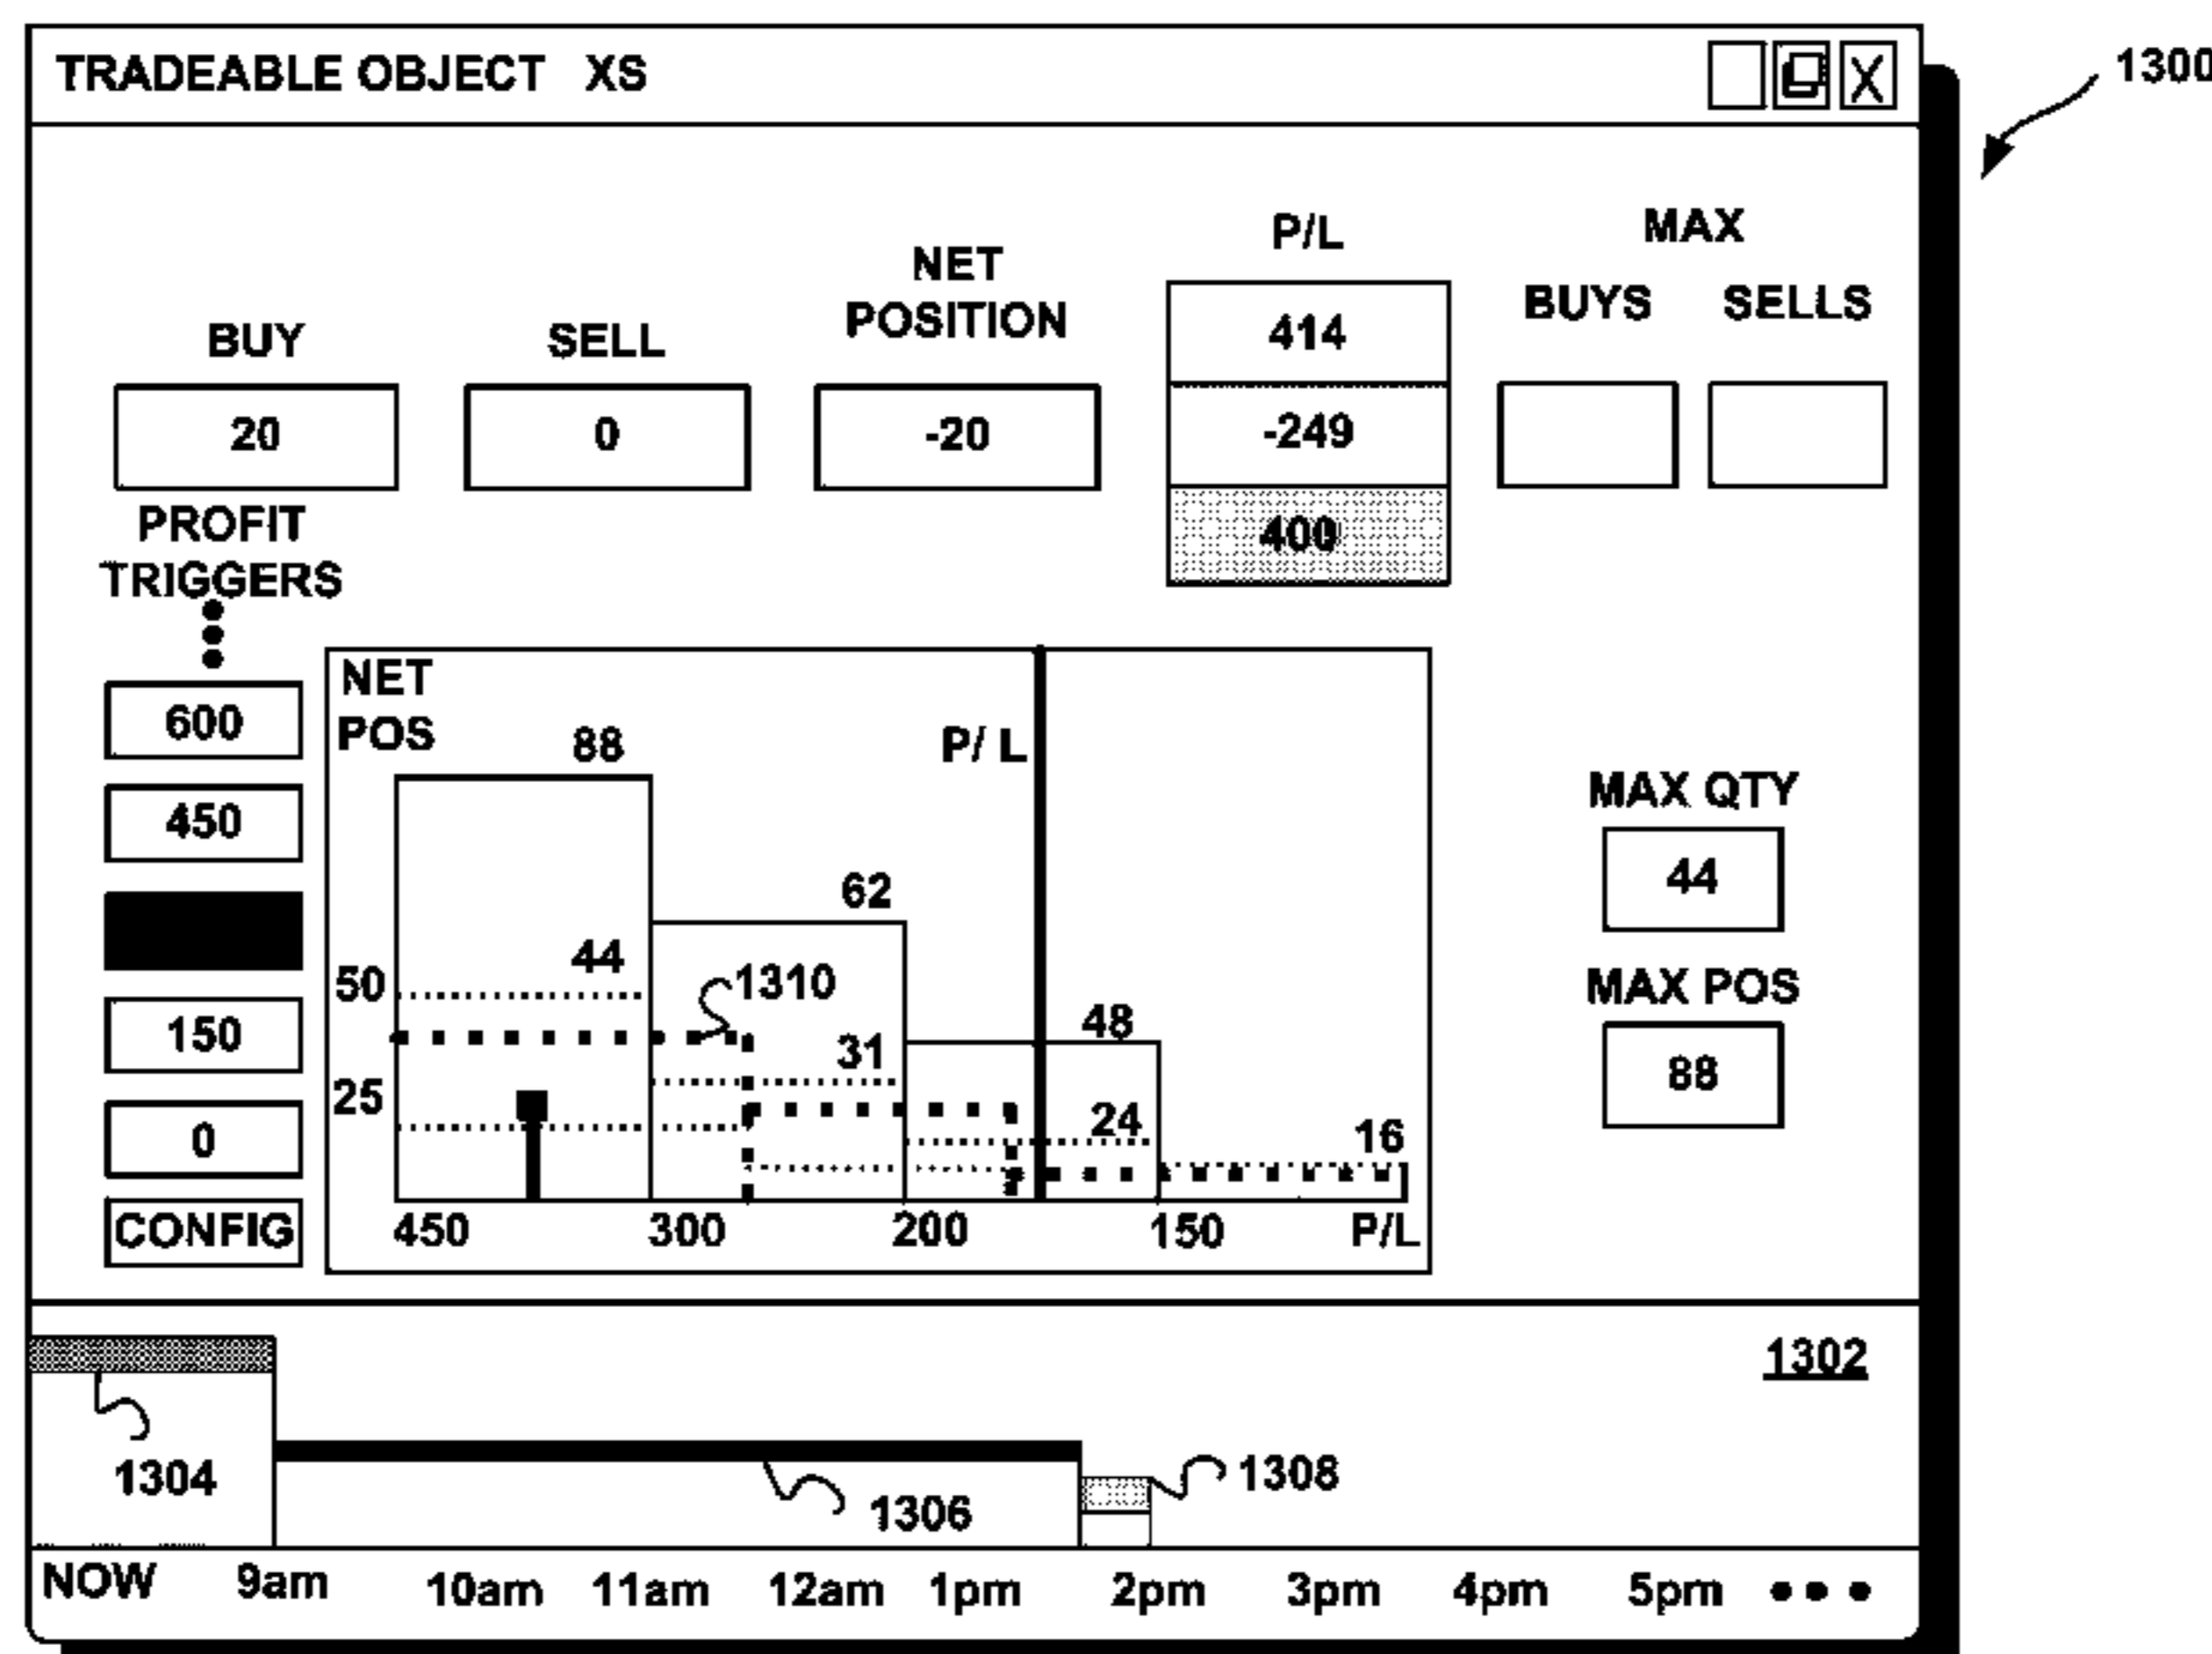 TRADEABLE OBJECT XS
X
1300
P/L
MAX
NET
POSITION
BUYS SELLS
BUY
SELL
414
20
0
-20
-249
400
PROFIT
TRIGGERS
NET
POS
600
88
P/ L
450
MAX QTY
44
62
44
50
1310
MAX POS
88
150
31
48
25
24
16
0
CONFIG
450 300 200 150 P/L
1302
1304
1306
1308
NOW 9am 10am 11am 12am 1pm 2pm 3pm 4pm 5pm